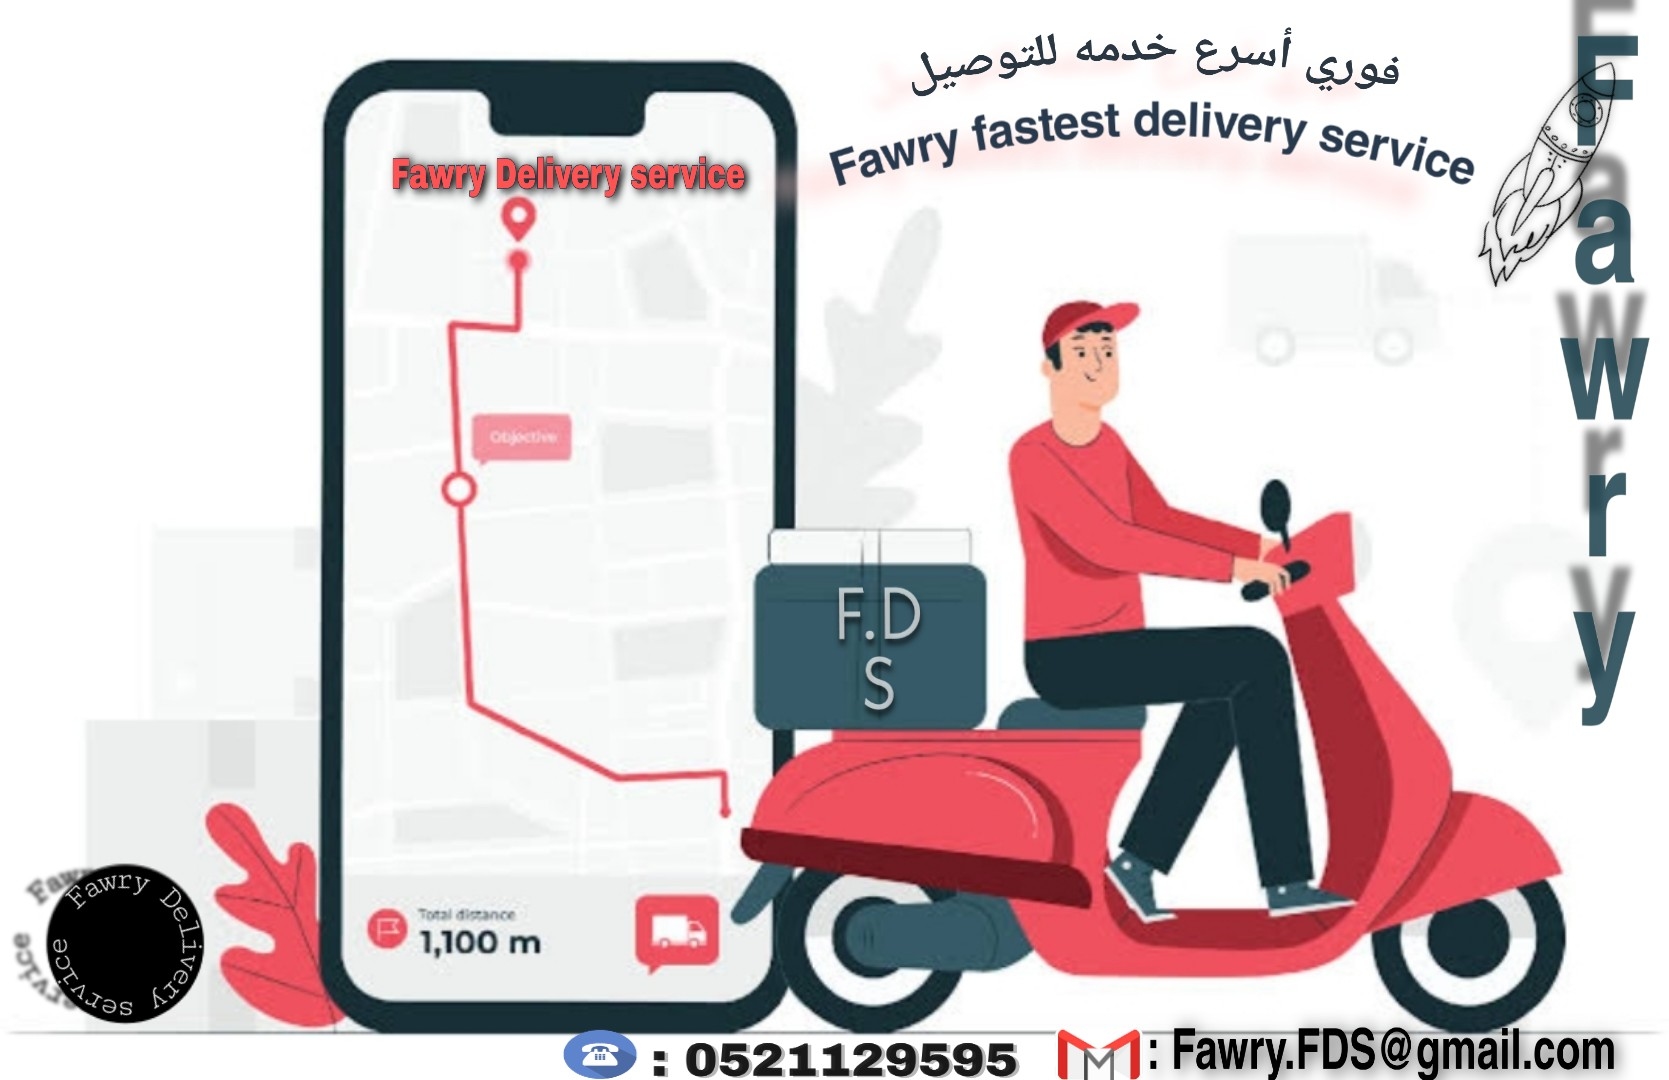 فوري أسرع خدمه للتوصيل
Fawry fastest delivery service
Fawry
Fawry Delivery service
Objective
F.D
S
Total distance
1,100 m
Fawry Delivery service
: 0521129595
: Fawry.FDS@gmail.com